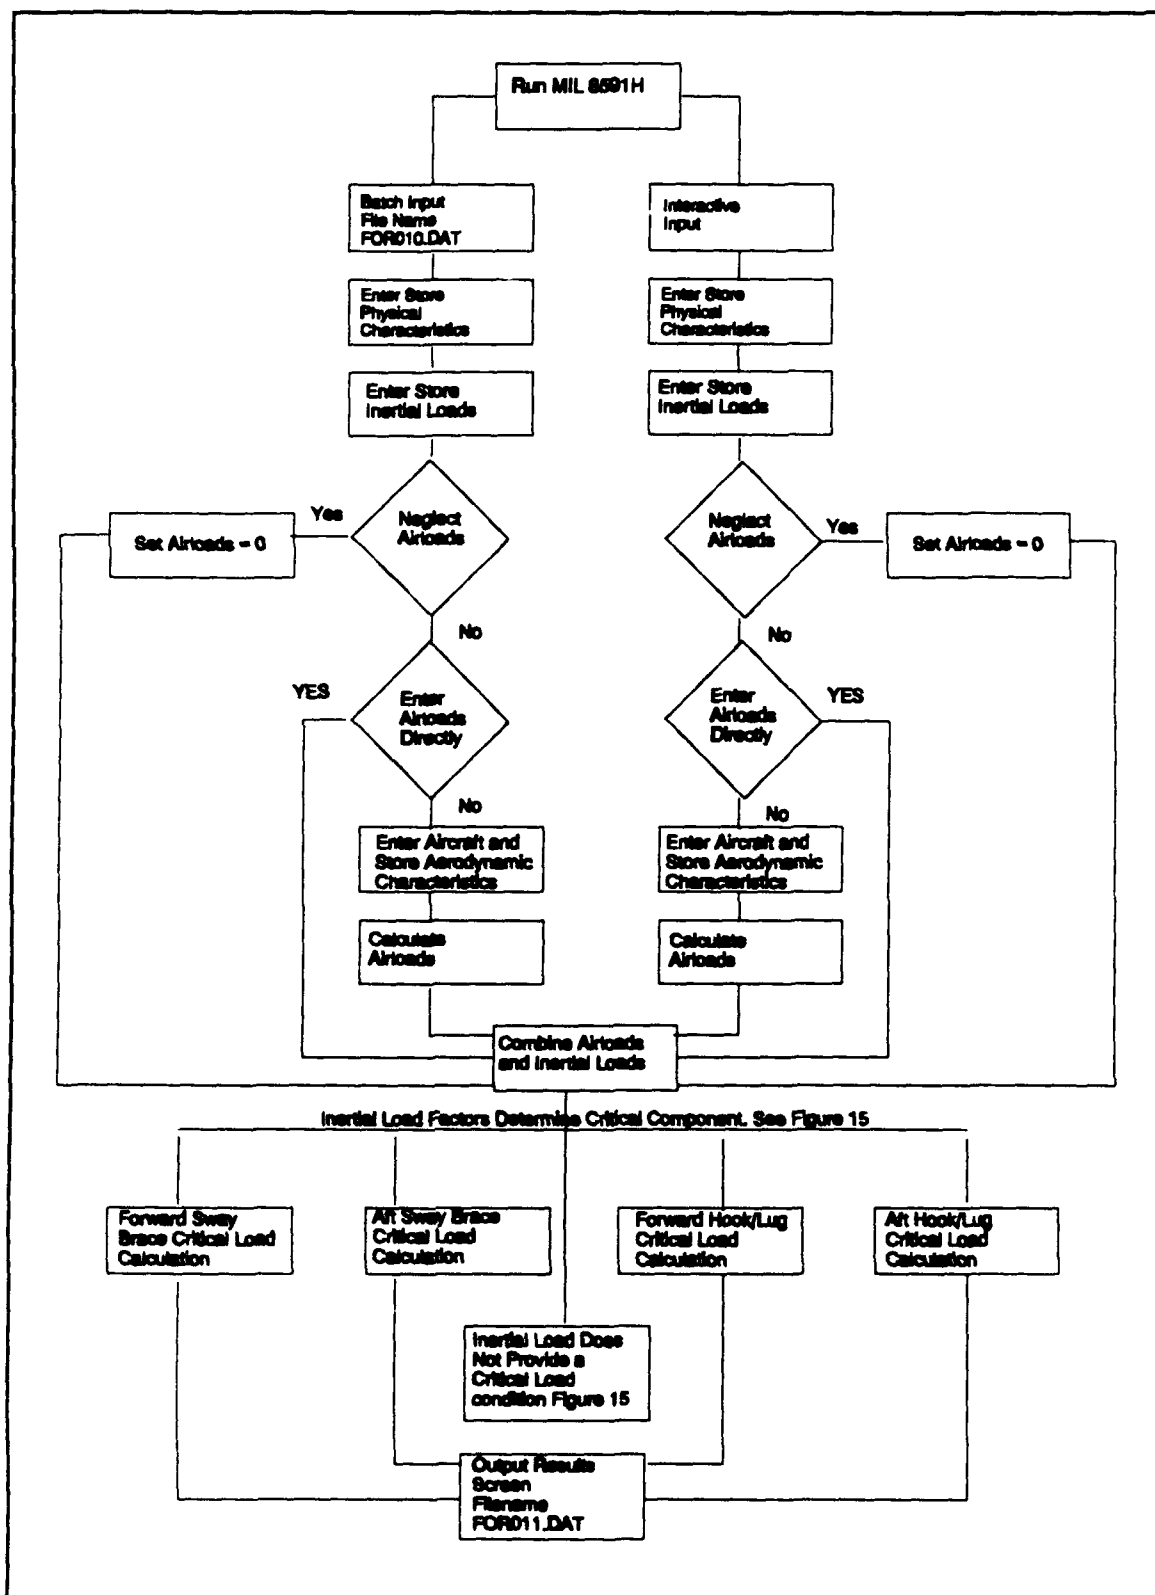 Run MIL 8591H
Batch Input
File Name
FOR010.DAT
Interactive
Input
Enter Store
Physical
Characteristics
Enter Store
Physical
Characteristics
Enter Store
Inertial Loads
Enter Store
Inertial Loads
Set Airloads = 0
Yes
Neglect
Airloads
Neglect
Airloads
Yes
Set Airloads = 0
No
No
YES
Enter
Airloads
Directly
Enter
Airloads
Directly
YES
No
No
Enter Aircraft and
Store Aerodynamic
Characteristics
Enter Aircraft and
Store Aerodynamic
Characteristics
Calculate
Airloads
Calculate
Airloads
Combine Airloads
and Inertial Loads
Inertial Load Factors Determine Critical Component. See Figure 15
Forward Sway
Brace Critical Load
Calculation
Aft Sway Brace
Critical Load
Calculation
Forward Hook/Lug
Critical Load
Calculation
Aft Hook/Lug
Critical Load
Calculation
Inertial Load Does
Not Provide a
Critical Load
condition Figure 15
Output Results
Screen
Filename
FOR011.DAT